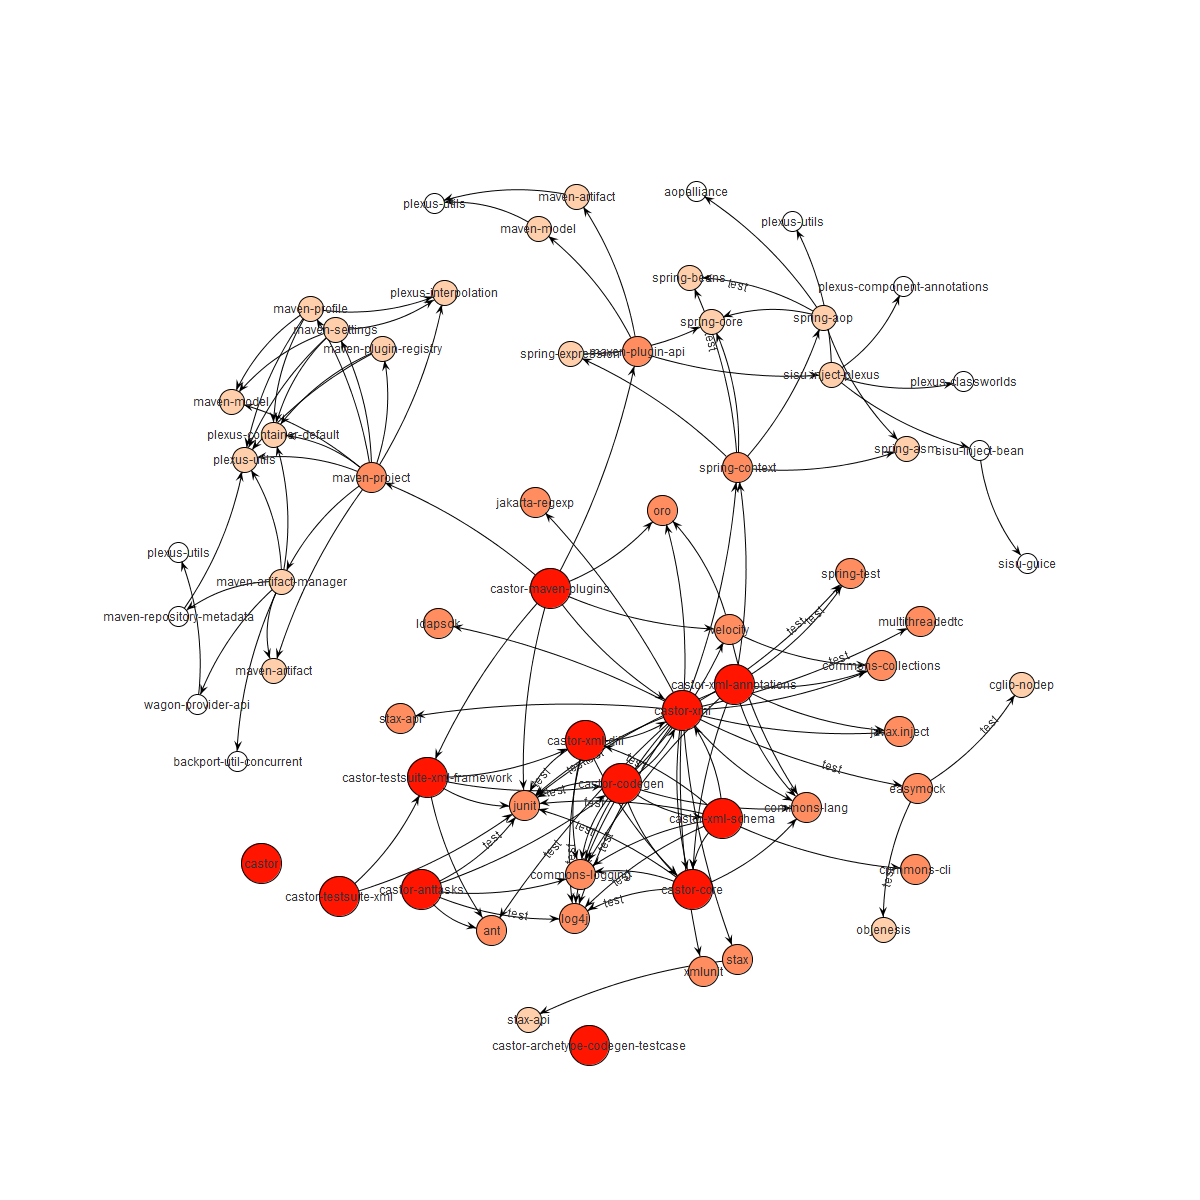 aopalliance
maven-artifact
plexus-utils
plexus-utils
maven-model
spring-beans
test
plexus-component-annotations
plexus-interpolation
maven-profile
spring-core
spring-aop
maven-settings
test
maven-plugin-registry
spring-expression
maven-plugin-api
sisu-inject-plexus
plexus-classworlds
maven-model
plexus-container-default
spring-asm
sisu-inject-bean
plexus-utils
maven-project
spring-context
jakarta-regexp
oro
plexus-utils
sisu-guice
spring-test
maven-artifact-manager
castor-maven-plugins
maven-repository-metadata
ldapsdk
velocity
test
test
multithreadedtc
test
commons-collections
maven-artifact
castor-xml-annotations
cglib-nodep
wagon-provider-api
castor-xml
stax-api
test
javax.inject
castor-xml-diff
backport-util-concurrent
test
test
test
castor-testsuite-xml-framework
test
castor-codegen
easymock
test
junit
test
commons-lang
castor-xml-schema
test
test
test
test
test
castor
commons-logging
test
commons-cli
test
castor-testsuite-xml
castor-anttasks
castor-core
test
test
log4j
ant
objenesis
stax
xmlunit
stax-api
castor-archetype-codegen-testcase